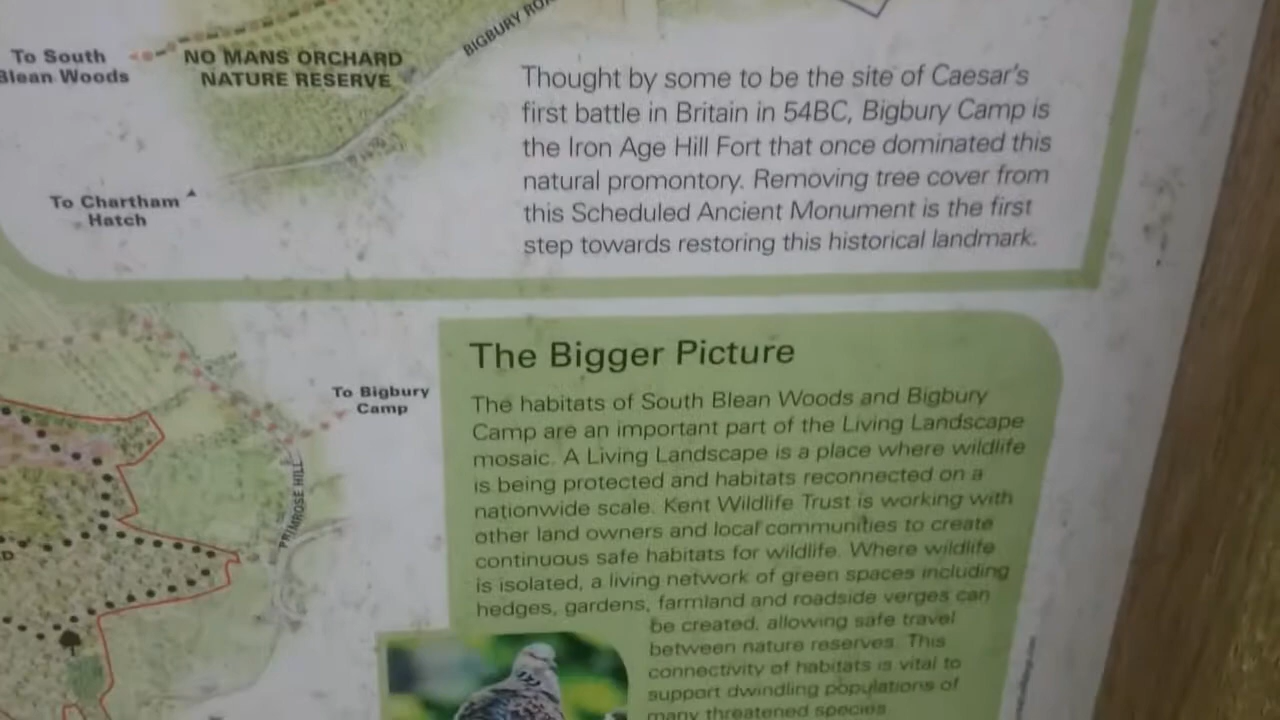 To South
Blean Woods
NO MANS ORCHARD
NATURE RESERVE
BIGBURY
To Chartham
Hatch
Thought by some to be the site of Caesar's
first battle in Britain in 54BC, Bigbury Camp is
the Iron Age Hill Fort that once dominated this
natural promontory. Removing tree cover from
this Scheduled Ancient Monument is the first
step towards restoring this historical landmark.
To Bigbury
Camp
PRIMROSE HILL
The Bigger Picture
The habitats of South Blean Woods and Bigbury
Camp are an important part of the Living Landscape
mosaic. A Living Landscape is a place where wildlife
is being protected and habitats reconnected on a
nationwide scale. Kent Wildlife Trust is working with
other land owners and local communities to create
continuous safe habitats for wildlife. Where wildlife
is isolated, a living network of green spaces including
hedges, gardens, farmland and roadside verges can
be created, allowing safe travel
between nature reserves. This
connectivity of habitats is vital to
support dwindling populations of
many threatened species